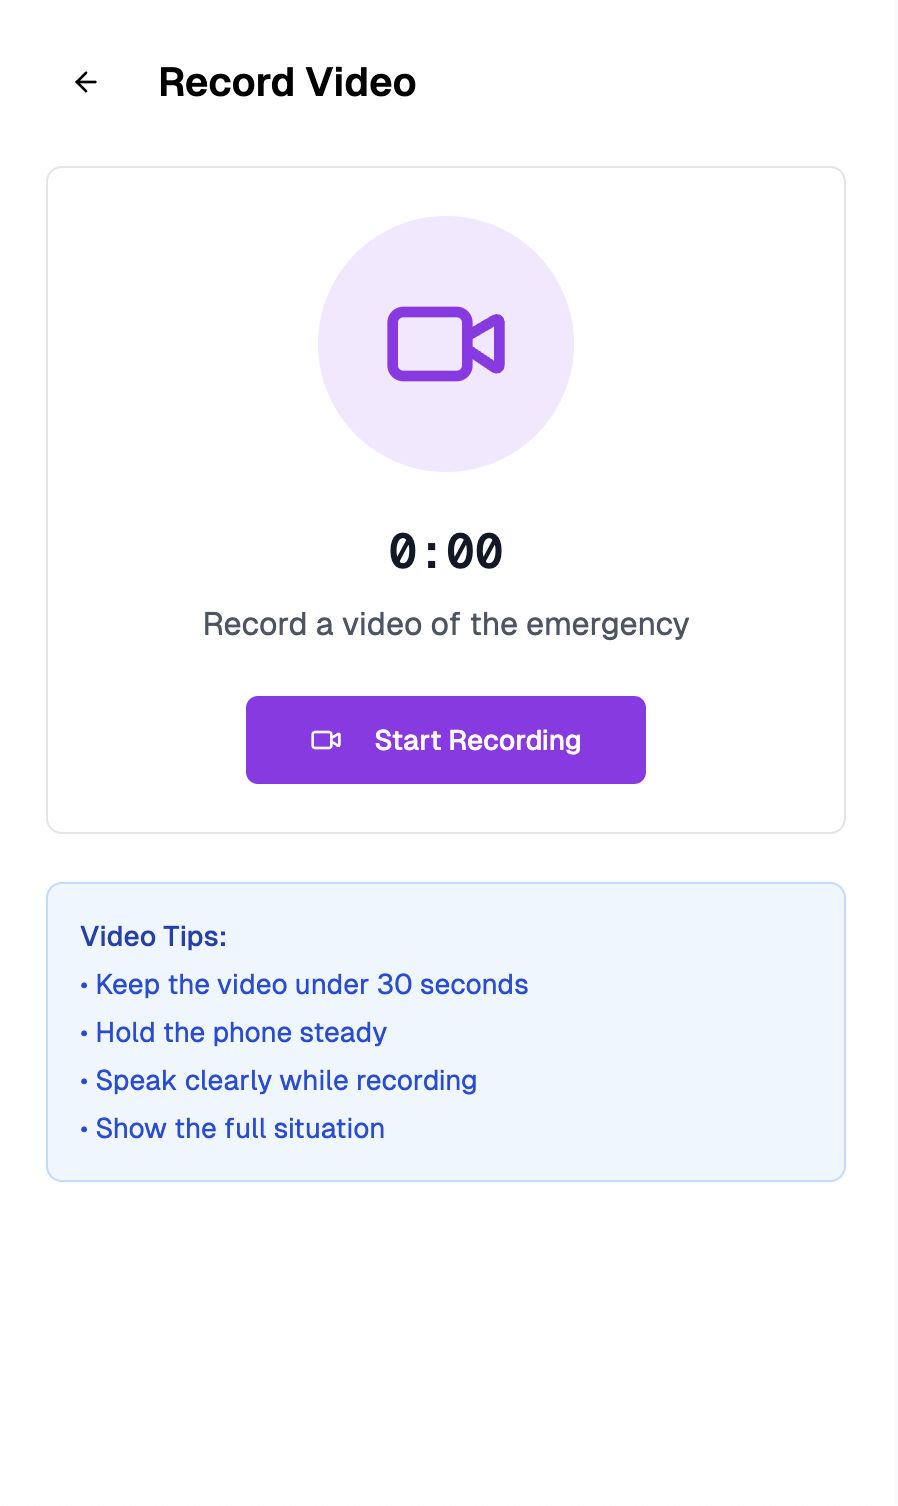 Record Video
0:00
Record a video of the emergency
Start Recording
Video Tips:
• Keep the video under 30 seconds
• Hold the phone steady
• Speak clearly while recording
• Show the full situation